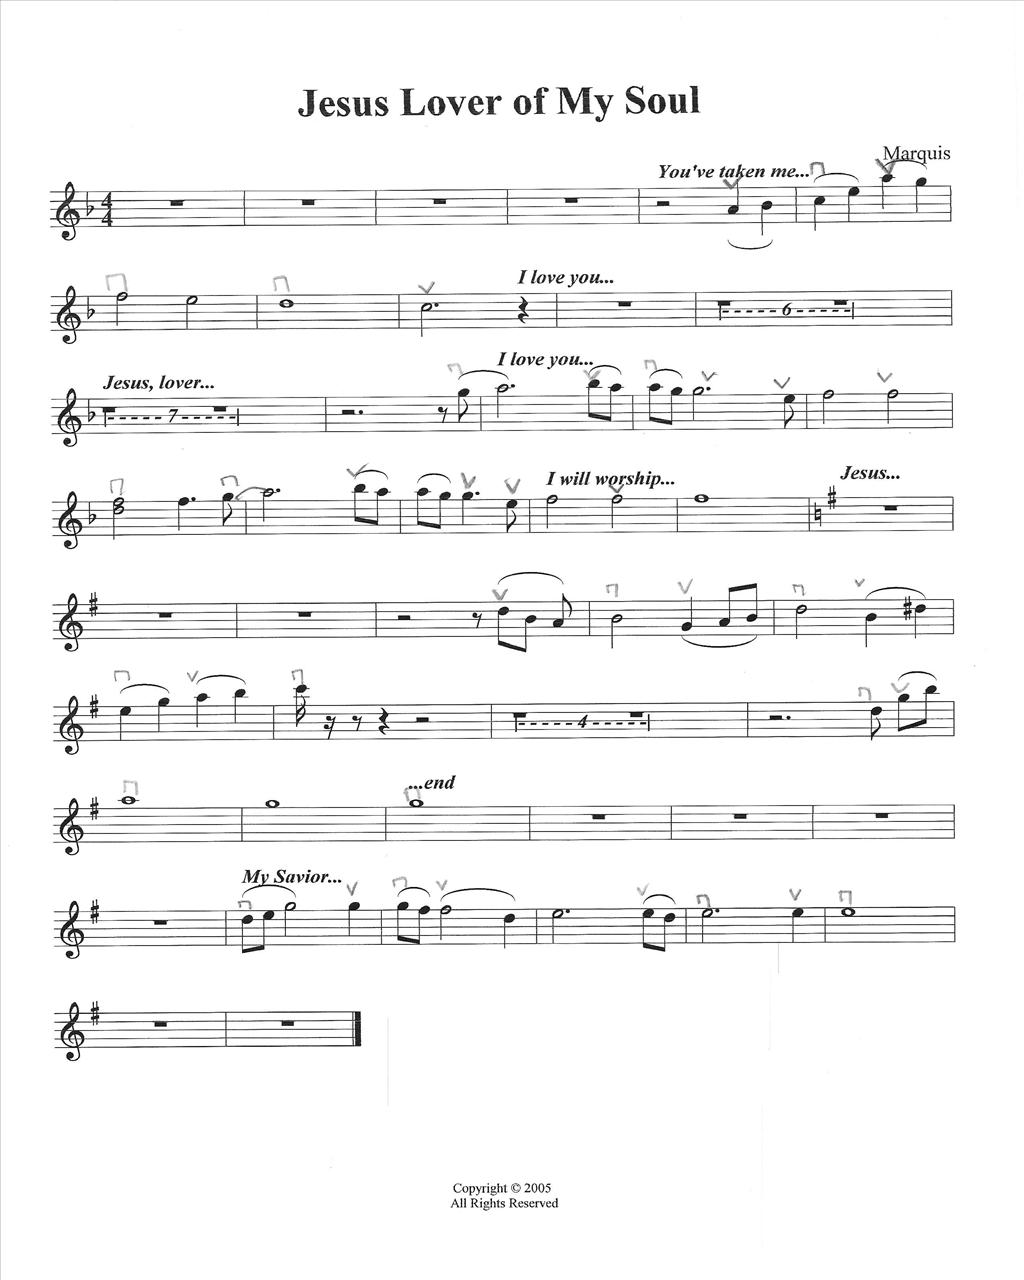 Jesus Lover of My Soul
Marquis
You've taken me...
4
4
I love you...
6
Jesus, lover...
I love you...
7
I will worship...
Jesus...
4
...end
My Savior...
Copyright © 2005
All Rights Reserved